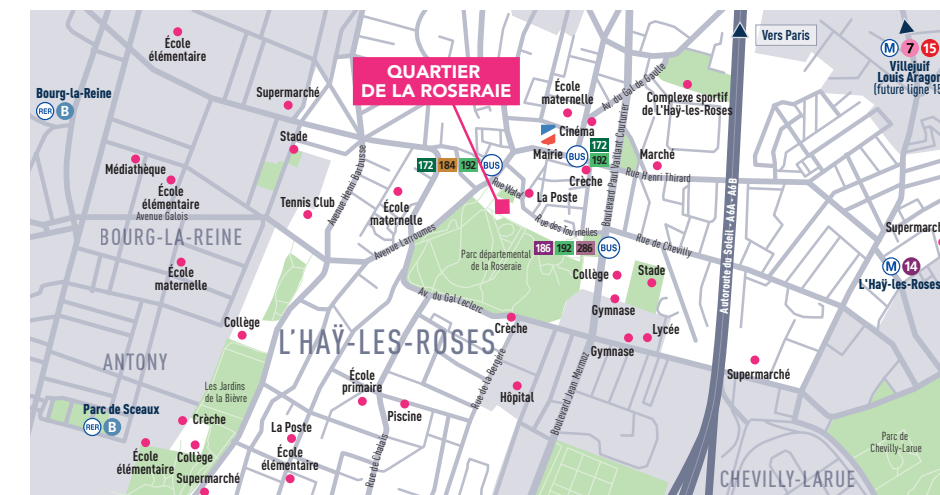 École
élémentaire
Bourg-la-Reine
RER B
Supermarché
Stade
Médiathèque
École
élémentaire
Avenue Galois
BOURG-LA-REINE
Tennis Club
École
maternelle
Avenue Henri Barbusse
École
maternelle
Avenue Larroumes
QUARTIER
DE LA ROSERAIE
172 184 192 BUS
Rue Watel
La Poste
École
maternelle
Av. du Gal de Gaulle
Cinéma
Mairie BUS
172
192
Crèche
Boulevard Paul Vaillant Couturier
Complexe sportif
de L'Haÿ-les-Roses
Marché
Rue Henri Thirard
Vers Paris
M 7 15
Villejuif
Louis Aragon
(future ligne 15
Rue des Tournelles
186 192 286 BUS
Rue de Chevilly
Parc départemental
de la Roseraie
Collège
Stade
Gymnase
Lycée
Gymnase
Autoroute du Soleil - A6A - A6B
Supermarch
M 14
L'Haÿ-les-Roses
Supermarché
Av. du Gal Leclerc
Crèche
L'HAŸ-LES-ROSES
Collège
ANTONY
Les Jardins
de la Bièvre
Parc de Sceaux
RER B
Crèche
École
élémentaire
Collège
Supermarché
La Poste
École
élémentaire
École
primaire
Piscine
Rue de Chalais
Rue de la Bergère
Hôpital
Boulevard Jean Mermoz
Parc de
Chevilly-Larue
CHEVILLY-LARUE